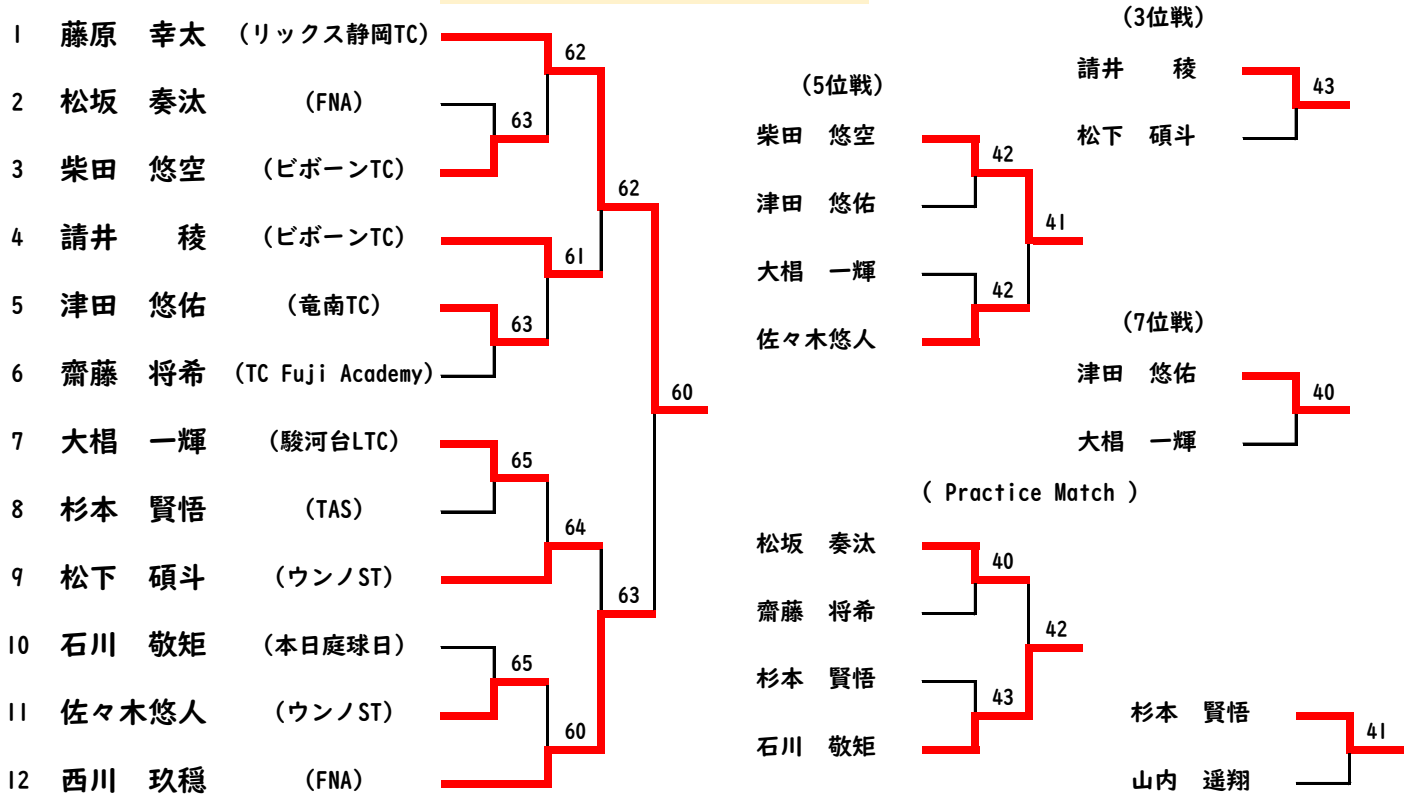 1 藤原 幸太 (リックス静岡TC)
2 松坂 奏汰 (FNA)
3 柴田 悠空 (ビボーンTC)
4 請井 稜 (ビボーンTC)
5 津田 悠佑 (竜南TC)
6 齋藤 将希 (TC Fuji Academy)
7 大椙 一輝 (駿河台LTC)
8 杉本 賢悟 (TAS)
9 松下 碩斗 (ウンノST)
10 石川 敬矩 (本日庭球日)
11 佐々木悠人 (ウンノST)
12 西川 玖穏 (FNA)
62
63
61
63
65
64
65
60
62
63
60
(5位戦)
柴田 悠空
津田 悠佑
大椙 一輝
佐々木悠人
42
42
41
(3位戦)
請井 稜
松下 碩斗
43
(7位戦)
津田 悠佑
大椙 一輝
40
( Practice Match )
松坂 奏汰
齋藤 将希
杉本 賢悟
石川 敬矩
40
43
42
杉本 賢悟
山内 遥翔
41